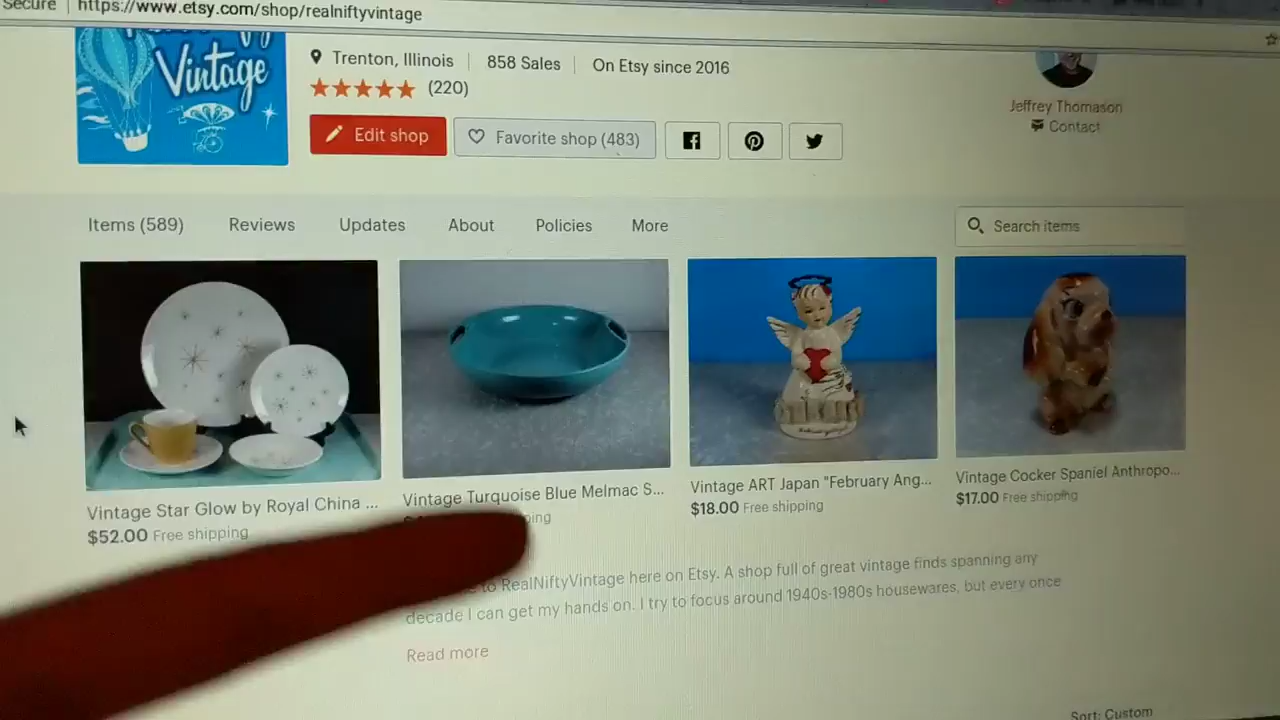 Secure | https://www.etsy.com/shop/realniftyvintage
Vintage
Trenton, Illinois | 858 Sales | On Etsy since 2016
(220)
Edit shop
Favorite shop (483)
Jeffrey Thomason
Contact
Items (589) Reviews Updates About Policies More
Search items
Vintage Star Glow by Royal China ...
$52.00 Free shipping
Vintage Turquoise Blue Melmac S...
Vintage ART Japan "February Ang...
$18.00 Free shipping
Vintage Cocker Spaniel Anthropo...
$17.00 Free shipping
to RealNiftyVintage here on Etsy. A shop full of great vintage finds spanning any
decade I can get my hands on. I try to focus around 1940s-1980s housewares, but every once
Read more
Sort: Custom